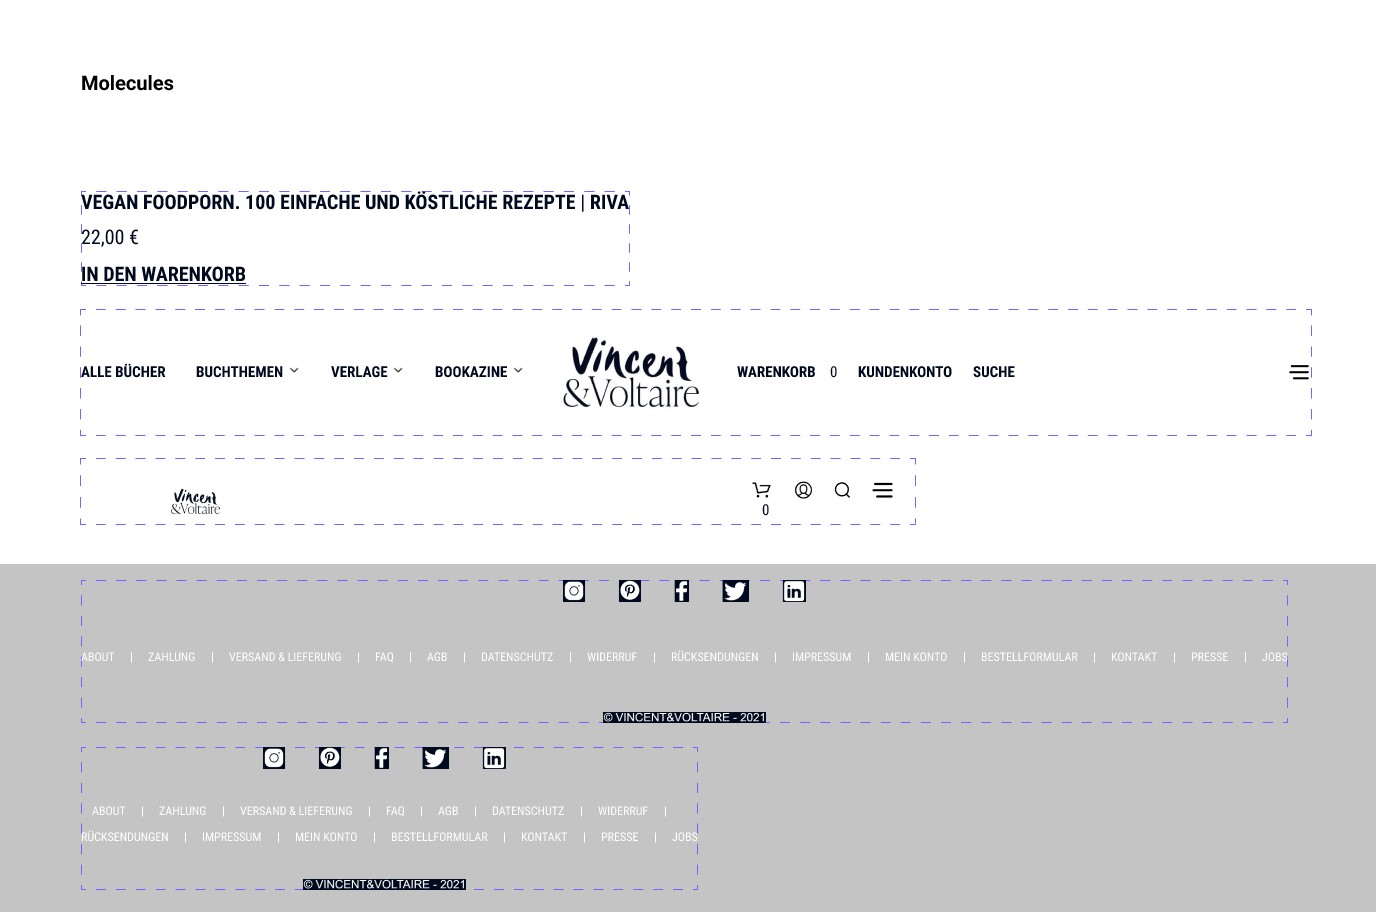 Molecules
VEGAN FOODPORN. 100 EINFACHE UND KÖSTLICHE REZEPTE | RIVA
22,00 €
IN DEN WARENKORB
ALLE BÜCHER BUCHTHEMEN VERLAGE BOOKAZINE Vincent &Voltaire WARENKORB 0 KUNDENKONTO SUCHE
Vincent
&Voltaire
0
ABOUT | ZAHLUNG | VERSAND & LIEFERUNG | FAQ | AGB | DATENSCHUTZ | WIDERRUF | RÜCKSENDUNGEN | IMPRESSUM | MEIN KONTO | BESTELLFORMULAR | KONTAKT | PRESSE | JOBS
© VINCENT&VOLTAIRE - 2021
ABOUT | ZAHLUNG | VERSAND & LIEFERUNG | FAQ | AGB | DATENSCHUTZ | WIDERRUF |
RÜCKSENDUNGEN | IMPRESSUM | MEIN KONTO | BESTELLFORMULAR | KONTAKT | PRESSE | JOBS
© VINCENT&VOLTAIRE - 2021